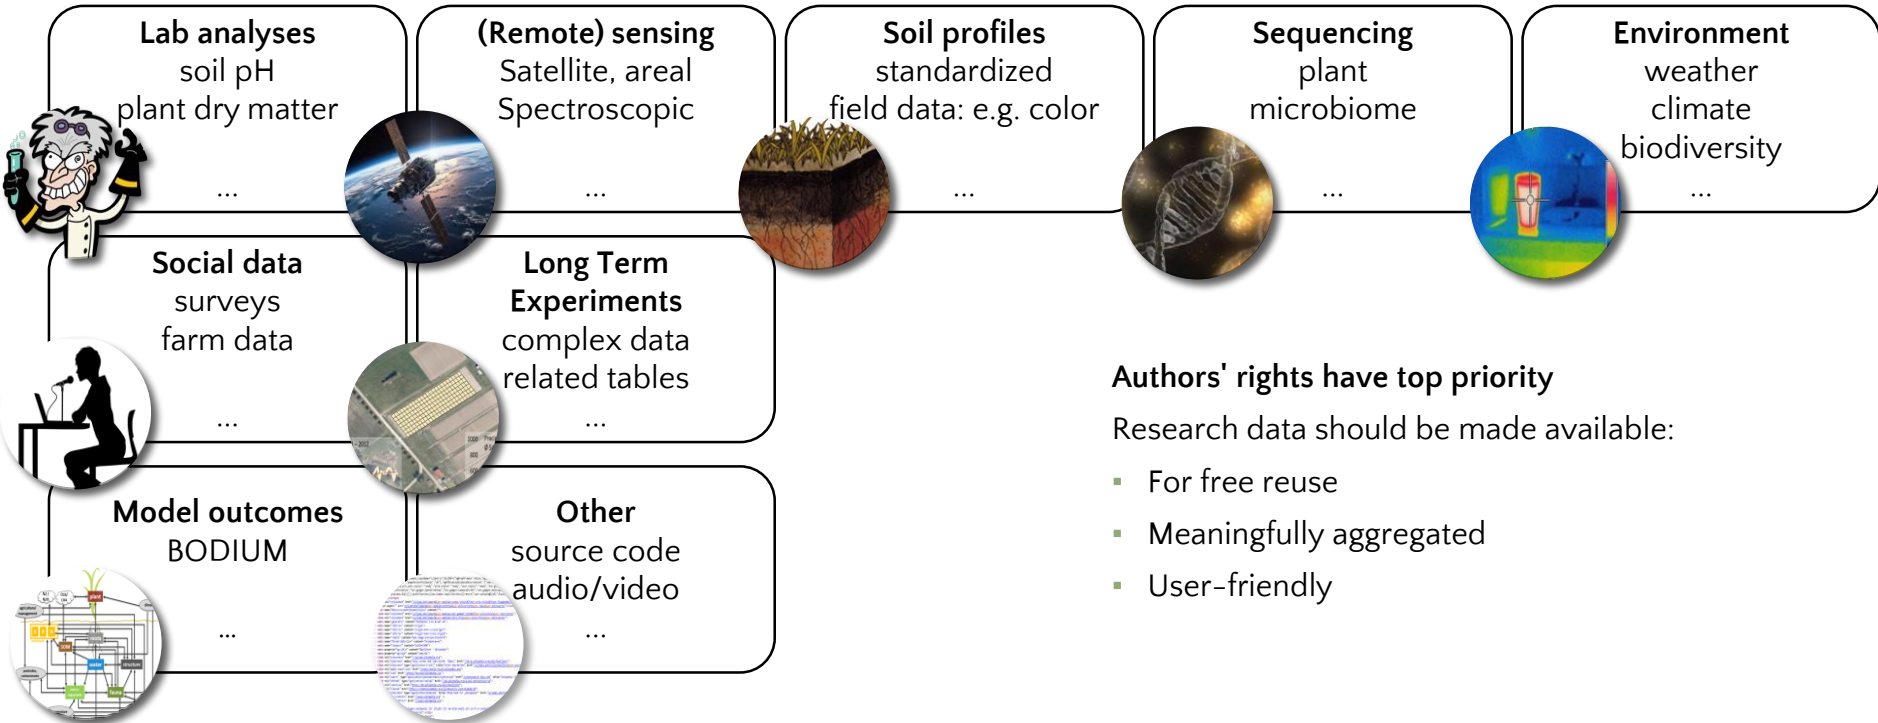 Lab analyses
soil pH
plant dry matter
...
(Remote) sensing
Satellite, areal
Spectroscopic
...
Soil profiles
standardized
field data: e.g. color
...
Sequencing
plant
microbiome
...
Environment
weather
climate
biodiversity
...
Social data
surveys
farm data
...
Long Term
Experiments
complex data
related tables
...
Model outcomes
BODIUM
...
Other
source code
audio/video
...
Authors' rights have top priority
Research data should be made available:
▪ For free reuse
▪ Meaningfully aggregated
▪ User-friendly
plant
water
structure